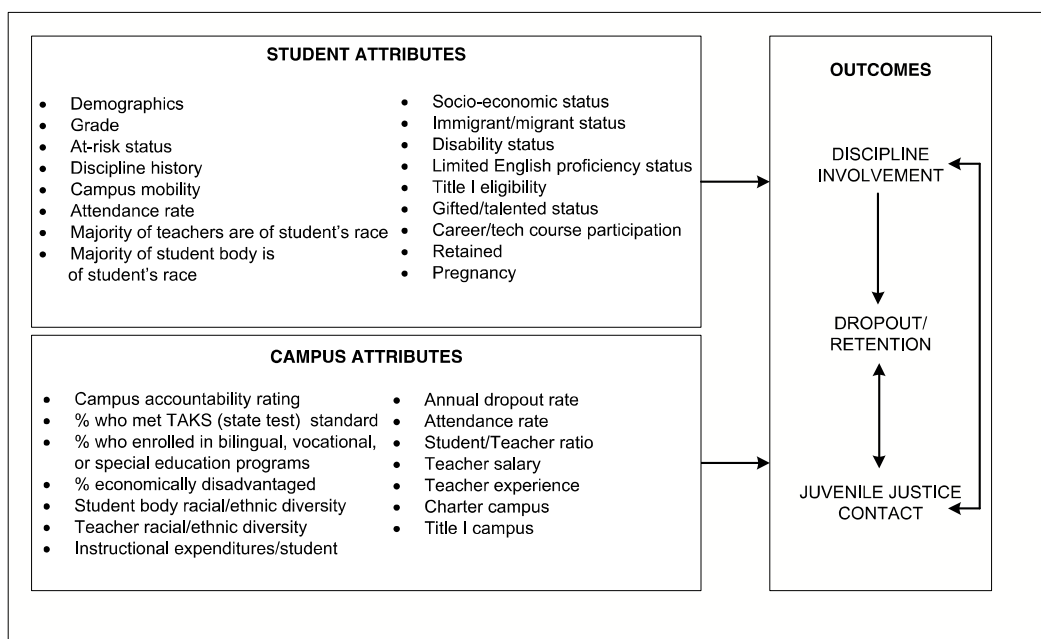 STUDENT ATTRIBUTES
• Demographics
• Grade
• At-risk status
• Discipline history
• Campus mobility
• Attendance rate
• Majority of teachers are of student's race
• Majority of student body is
of student's race
• Socio-economic status
• Immigrant/migrant status
• Disability status
• Limited English proficiency status
• Title I eligibility
• Gifted/talented status
• Career/tech course participation
• Retained
• Pregnancy
CAMPUS ATTRIBUTES
• Campus accountability rating
• % who met TAKS (state test) standard
• % who enrolled in bilingual, vocational,
or special education programs
• % economically disadvantaged
• Student body racial/ethnic diversity
• Teacher racial/ethnic diversity
• Instructional expenditures/student
• Annual dropout rate
• Attendance rate
• Student/Teacher ratio
• Teacher salary
• Teacher experience
• Charter campus
• Title I campus
OUTCOMES
DISCIPLINE
INVOLVEMENT
DROPOUT/
RETENTION
JUVENILE JUSTICE
CONTACT